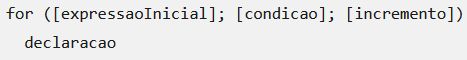 for ([expressaoInicial]; [condicao]; [incremento])
declaracao